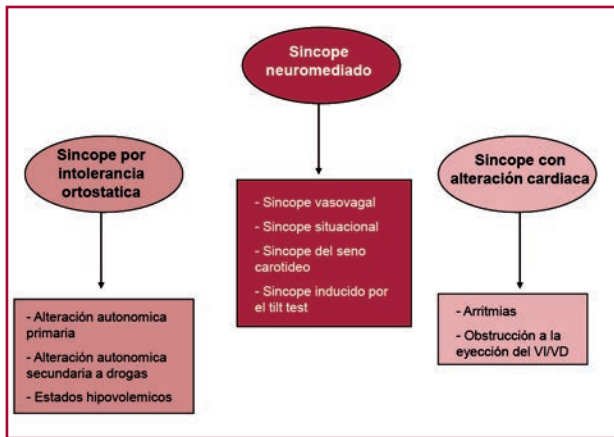 Sincope
neuromediado
Sincope por
intolerancia
ortostatica
Sincope con
alteración cardiaca
- Sincope vasovagal
- Sincope situacional
- Sincope del seno
carotideo
- Sincope inducido por
el tilt test
- Alteración autonomica
primaria
- Alteración autonomica
secundaria a drogas
- Estados hipovolemicos
- Arritmias
- Obstrucción a la
eyección del VI/VD